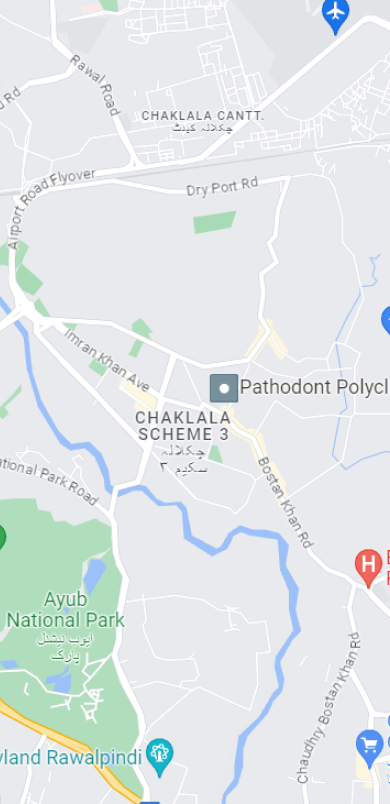 Rawal Road
Rd
CHAKLALA CANTT.
چکلالہ کینٹ
Airport Road Flyover
Dry Port Rd
Imran Khan Ave
Pathodont Polycl
CHAKLALA
SCHEME 3
چکلالہ
سکیم ۳
ational Park Road
Bostan Khan Rd
H
Ayub
National Park
ایوب نیشنل
پارک
Chaudhry Bostan Khan Rd
yland Rawalpindi